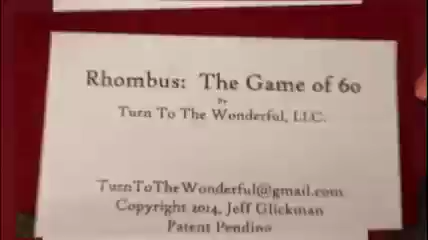 Rhombus: The Game of 60
By
Turn To The Wonderful, LLC.
TurnToTheWonderful@gmail.com
Copyright 2014, Jeff Glickman
Patent Pending